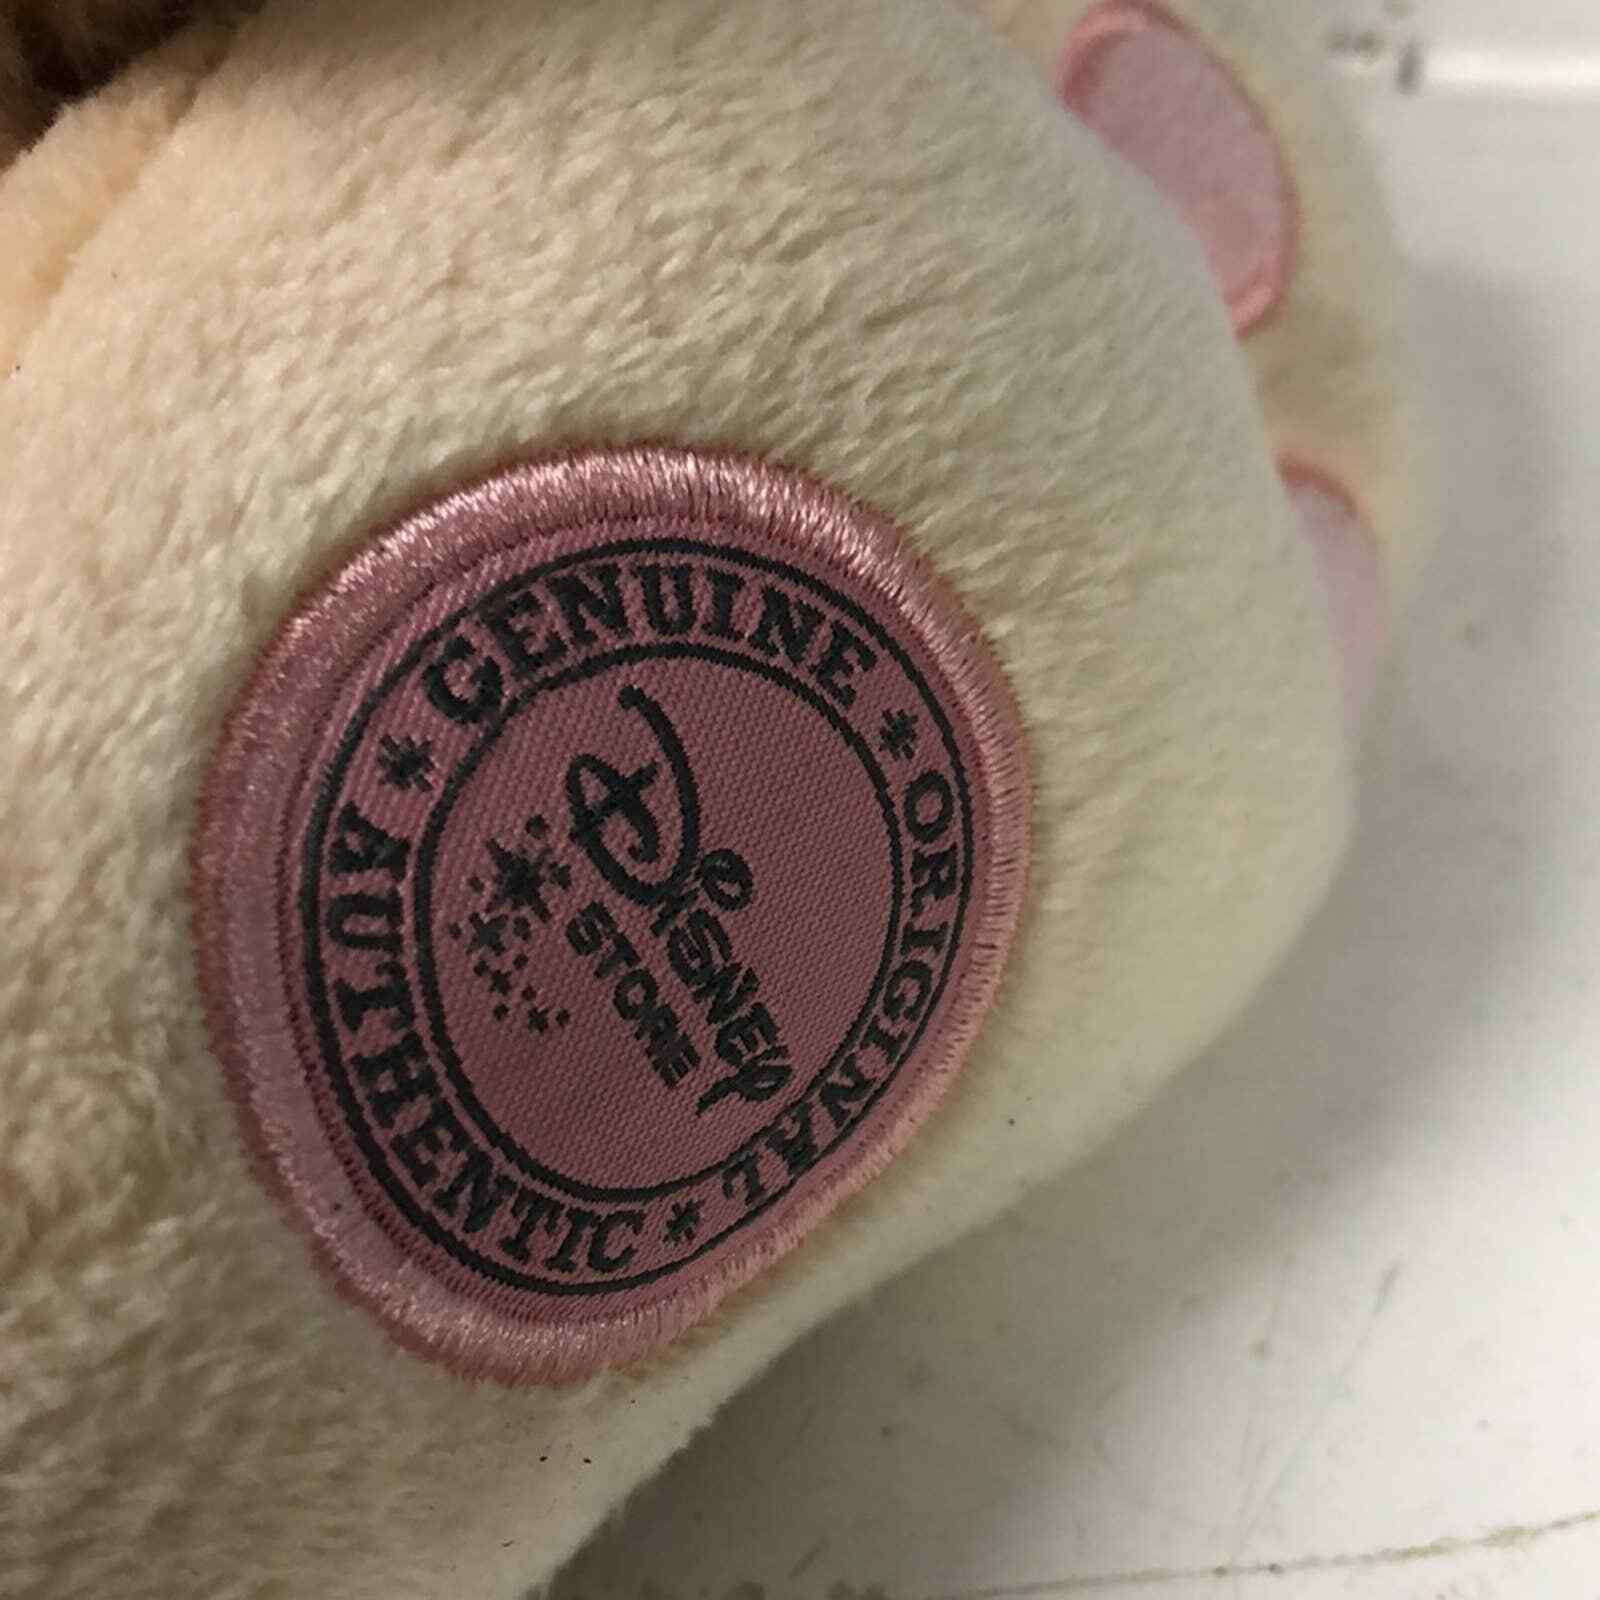 GENUINE * ORIGINAL * AUTHENTIC *
DISNEY
STORE